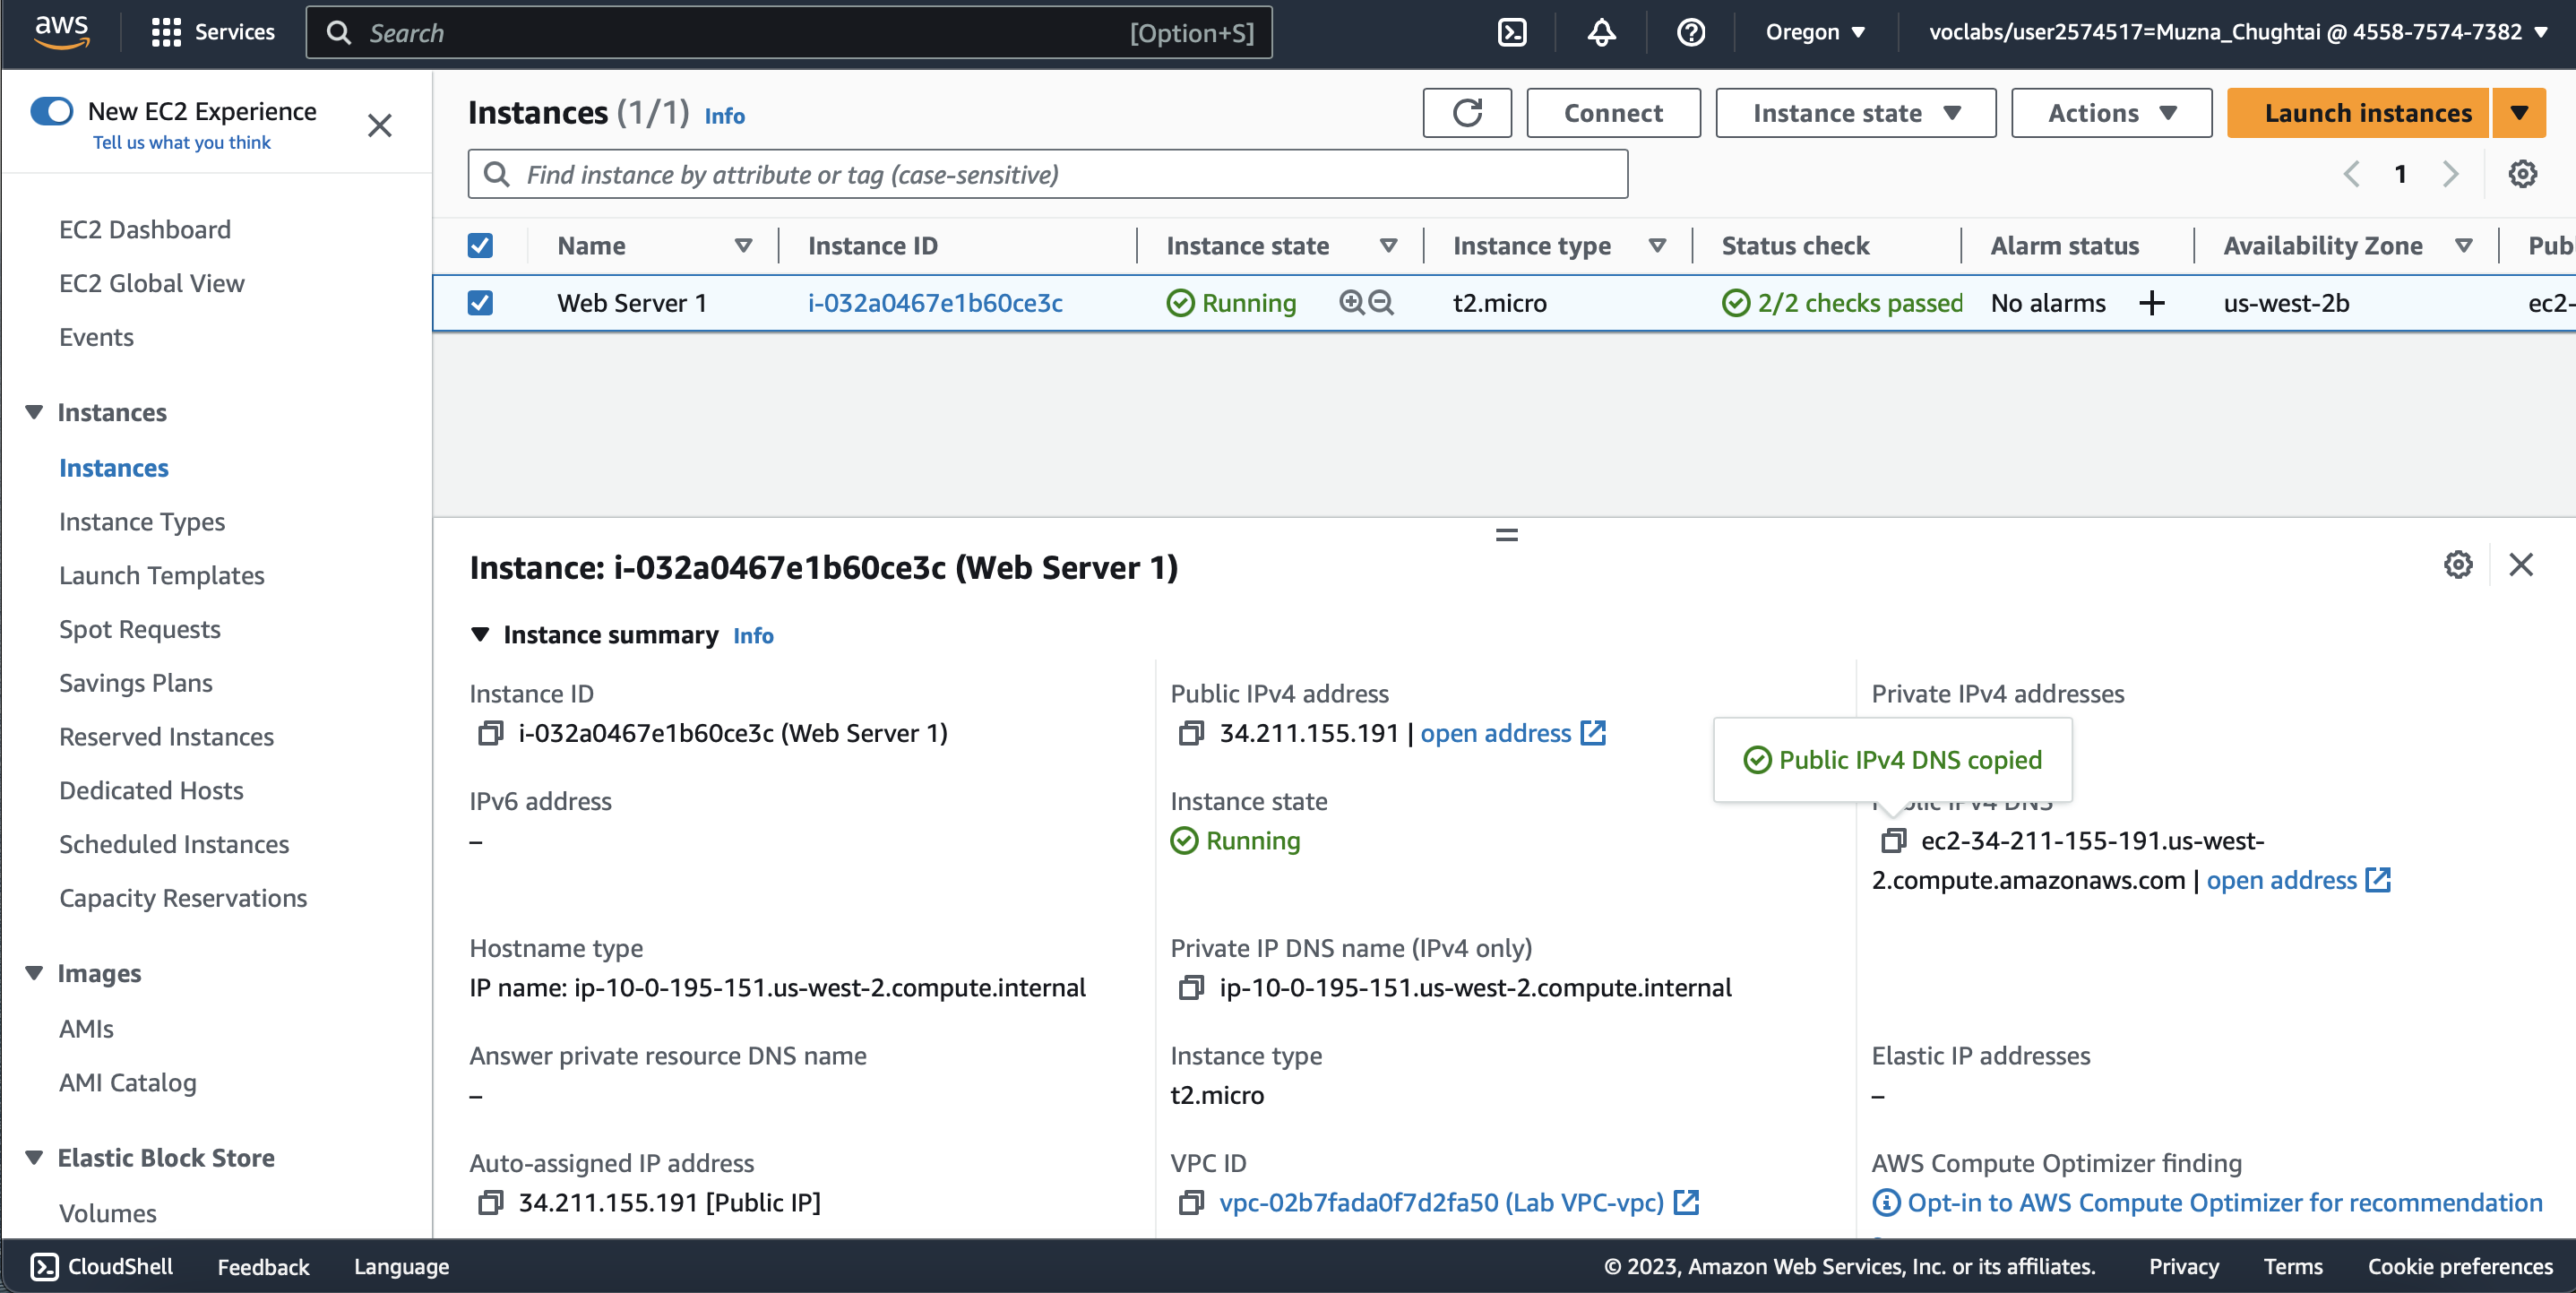 aws Services Search [Option+S] Oregon voclabs/user2574517=Muzna_Chughtai @ 4558-7574-7382
New EC2 Experience
Tell us what you think
EC2 Dashboard
EC2 Global View
Events
Instances
Instances
Instance Types
Launch Templates
Spot Requests
Savings Plans
Reserved Instances
Dedicated Hosts
Scheduled Instances
Capacity Reservations
Images
AMIs
AMI Catalog
Elastic Block Store
Volumes
Instances (1/1) Info Connect Instance state Actions Launch instances
Find instance by attribute or tag (case-sensitive) 1
Name Instance ID Instance state Instance type Status check Alarm status Availability Zone Pub
Web Server 1 i-032a0467e1b60ce3c Running t2.micro 2/2 checks passed No alarms + us-west-2b ec2-
Instance: i-032a0467e1b60ce3c (Web Server 1)
Instance summary Info
Instance ID
i-032a0467e1b60ce3c (Web Server 1)
Public IPv4 address
34.211.155.191 | open address
Private IPv4 addresses
Public IPv4 DNS copied
IPv6 address
–
Instance state
Running
Public IPv4 DNS
ec2-34-211-155-191.us-west-
2.compute.amazonaws.com | open address
Hostname type
IP name: ip-10-0-195-151.us-west-2.compute.internal
Private IP DNS name (IPv4 only)
ip-10-0-195-151.us-west-2.compute.internal
Answer private resource DNS name
–
Instance type
t2.micro
Elastic IP addresses
–
Auto-assigned IP address
34.211.155.191 [Public IP]
VPC ID
vpc-02b7fada0f7d2fa50 (Lab VPC-vpc)
AWS Compute Optimizer finding
Opt-in to AWS Compute Optimizer for recommendation
CloudShell Feedback Language © 2023, Amazon Web Services, Inc. or its affiliates. Privacy Terms Cookie preferences